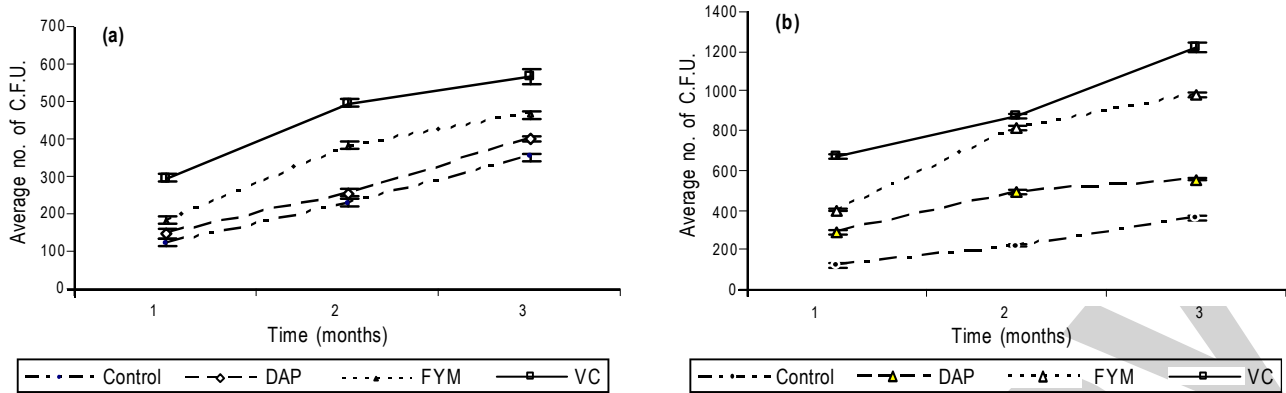 (a)
Average no. of C.F.U.
700
600
500
400
300
200
100
0
1 2 3
Time (months)
Control DAP FYM VC
(b)
Average no. of C.F.U.
1400
1200
1000
800
600
400
200
0
1 2 3
Time (months)
Control DAP FYM VC